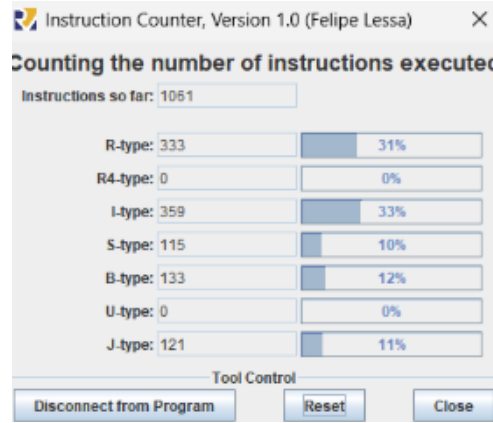 Instruction Counter, Version 1.0 (Felipe Lessa)
Counting the number of instructions executed
Instructions so far: 1061
R-type: 333 31%
R4-type: 0 0%
I-type: 359 33%
S-type: 115 10%
B-type: 133 12%
U-type: 0 0%
J-type: 121 11%
Tool Control
Disconnect from Program Reset Close